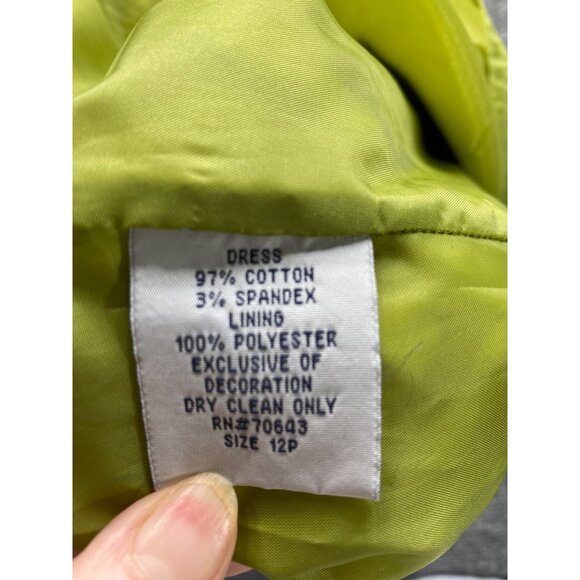 DRESS
97% COTTON
3% SPANDEX
LINING
100% POLYESTER
EXCLUSIVE OF
DECORATION
DRY CLEAN ONLY
RN#70643
SIZE 12P